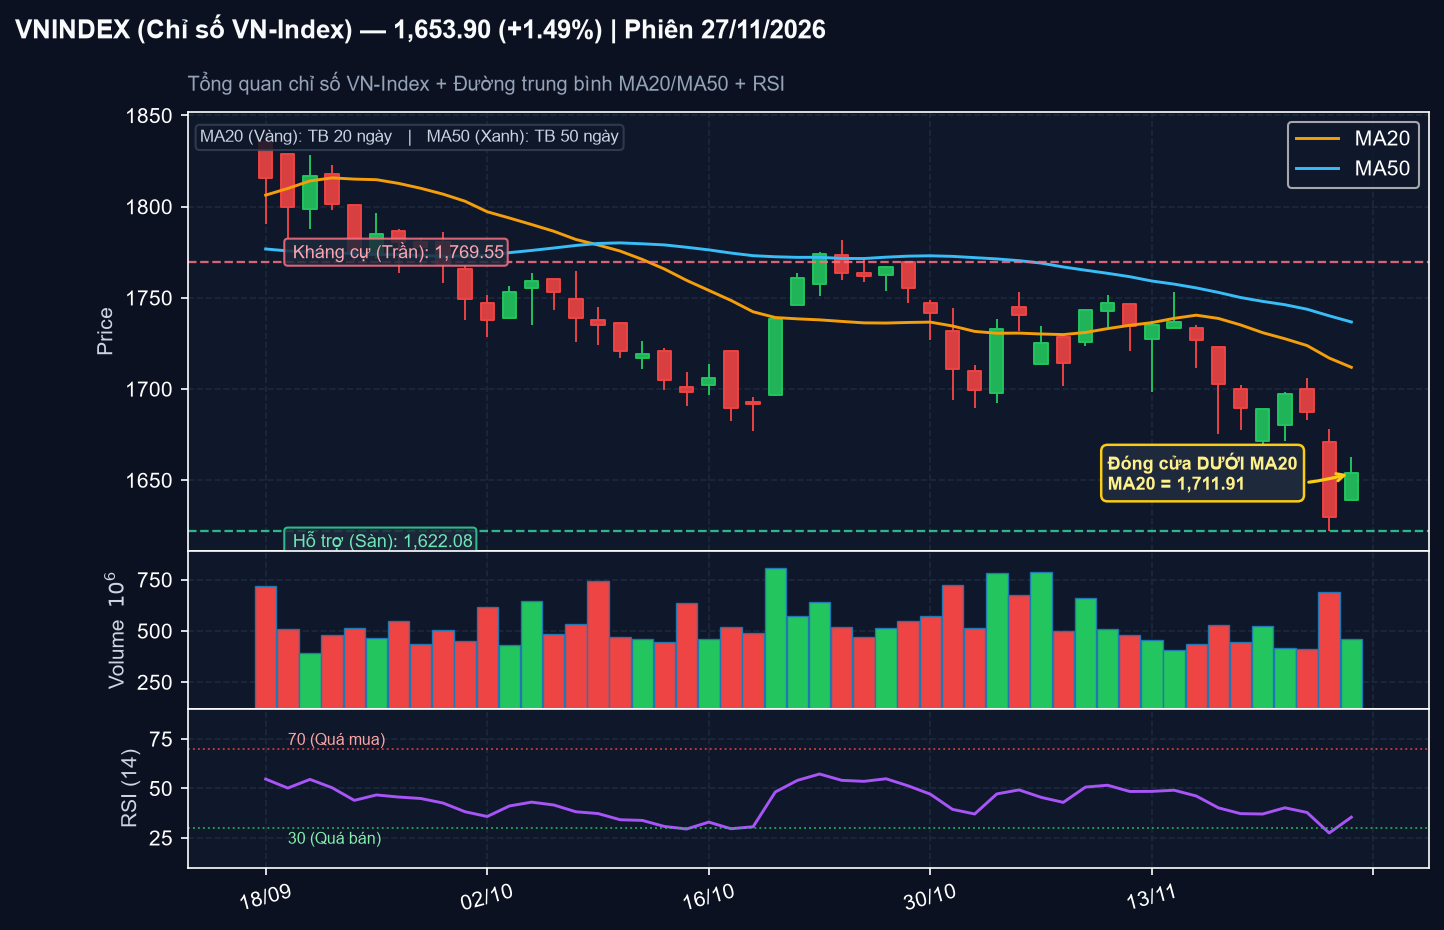 VNINDEX (Chỉ số VN-Index) — 1,653.90 (+1.49%) | Phiên 27/11/2026
Tổng quan chỉ số VN-Index + Đường trung bình MA20/MA50 + RSI
MA20 (Vàng): TB 20 ngày | MA50 (Xanh): TB 50 ngày
MA20
MA50
Price
1850
1800
1750
1700
1650
Kháng cự (Trần): 1,769.55
Đóng cửa DƯỚI MA20
MA20 = 1,711.91
Hỗ trợ (Sàn): 1,622.08
Volume 10⁶
750
500
250
RSI (14)
75
50
25
70 (Quá mua)
30 (Quá bán)
18/09
02/10
16/10
30/10
13/11